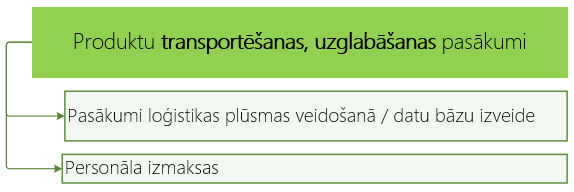 Produktu transportēšanas, uzglabāšanas pasākumi
Pasākumi loģistikas plūsmas veidošanā / datu bāzu izveide
Personāla izmaksas